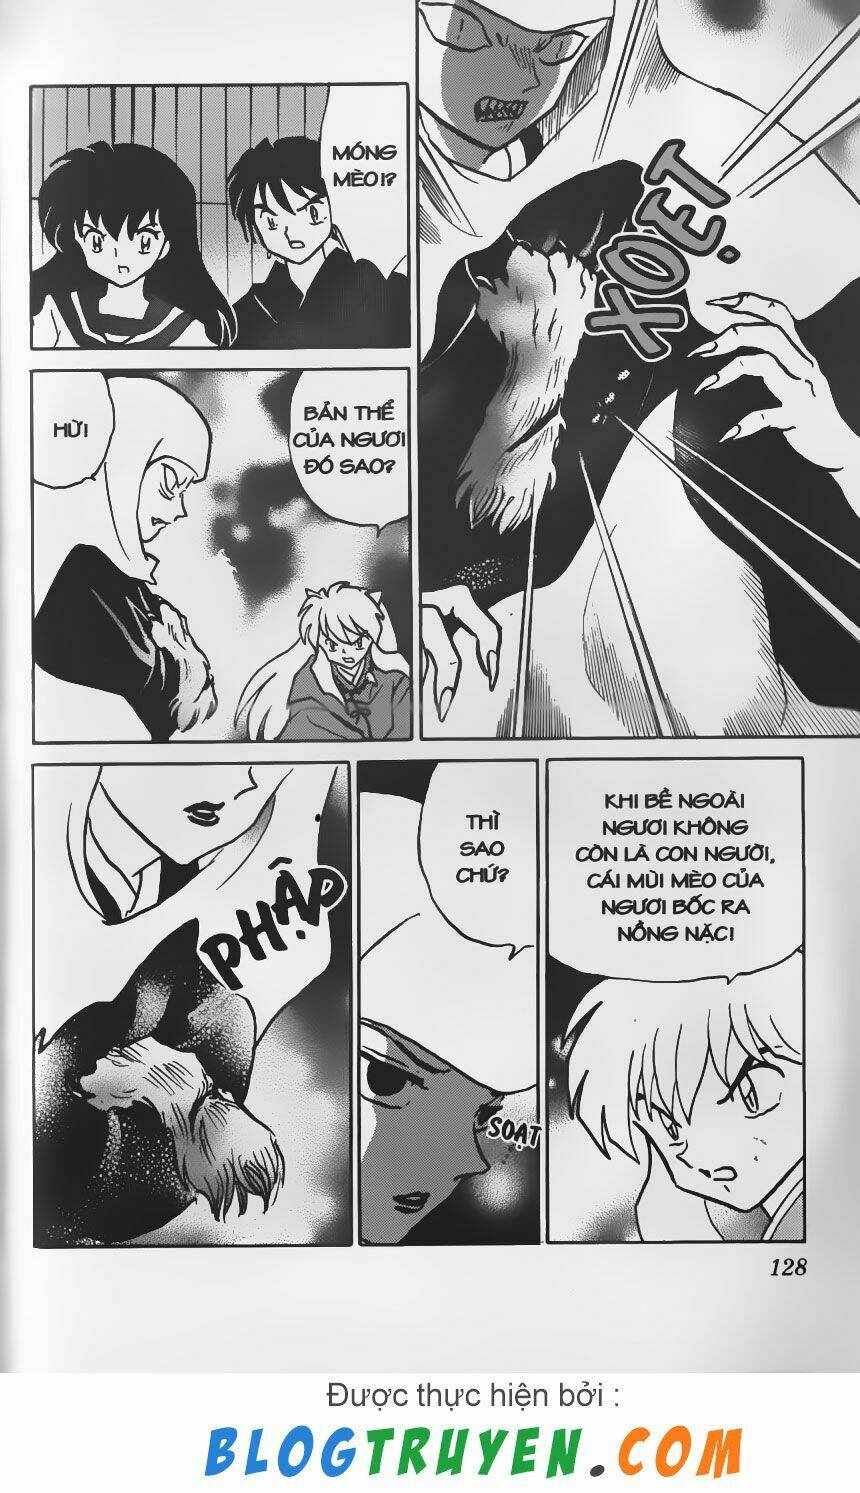 XOẸT
MÓNG
MÈO!?
BẢN THỂ
CỦA NGƯƠI
ĐÓ SAO?
HỪ!
KHI BỀ NGOÀI
NGƯƠI KHÔNG
CÒN LÀ CON NGƯỜI,
CÁI MÙI MÈO CỦA
NGƯƠI BỐC RA
NỒNG NẶC!
THÌ
SAO
CHỨ?
SOẠT
PHẬP
128
Được thực hiện bởi :
BLOGTRUYEN.COM